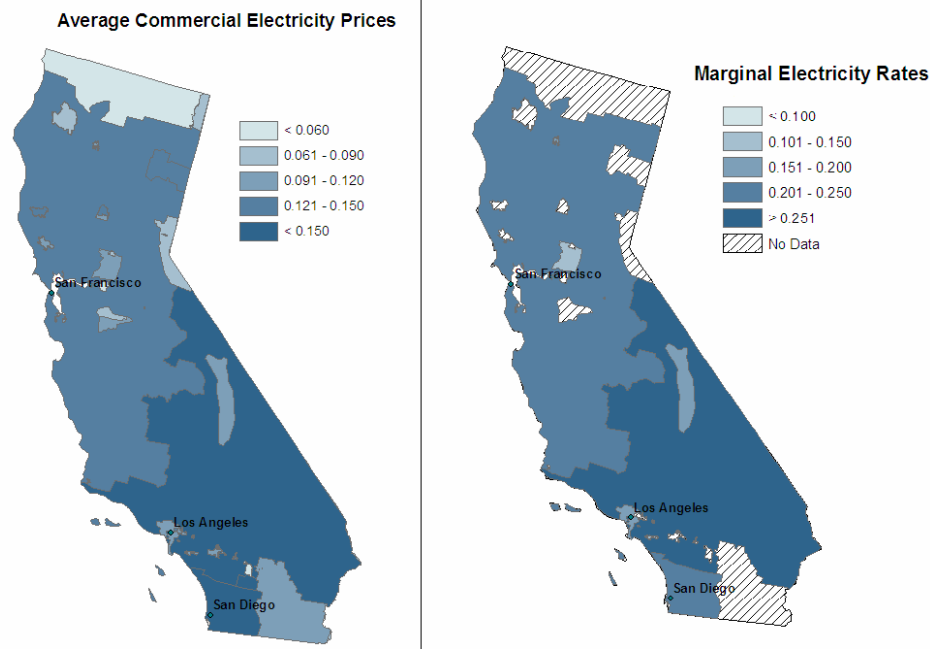 Average Commercial Electricity Prices
< 0.060
0.061 - 0.090
0.091 - 0.120
0.121 - 0.150
< 0.150
San Francisco
Los Angeles
San Diego
Marginal Electricity Rates
< 0.100
0.101 - 0.150
0.151 - 0.200
0.201 - 0.250
> 0.251
No Data
San Francisco
Los Angeles
San Diego